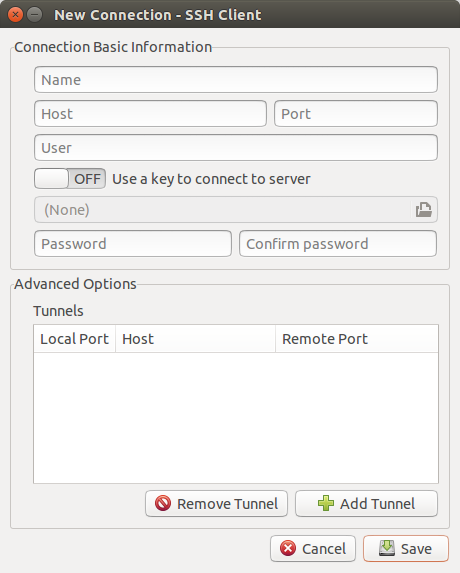 New Connection - SSH Client
Connection Basic Information
Name
Host Port
User
OFF Use a key to connect to server
(None)
Password Confirm password
Advanced Options
Tunnels
Local Port Host Remote Port
Remove Tunnel Add Tunnel
Cancel Save